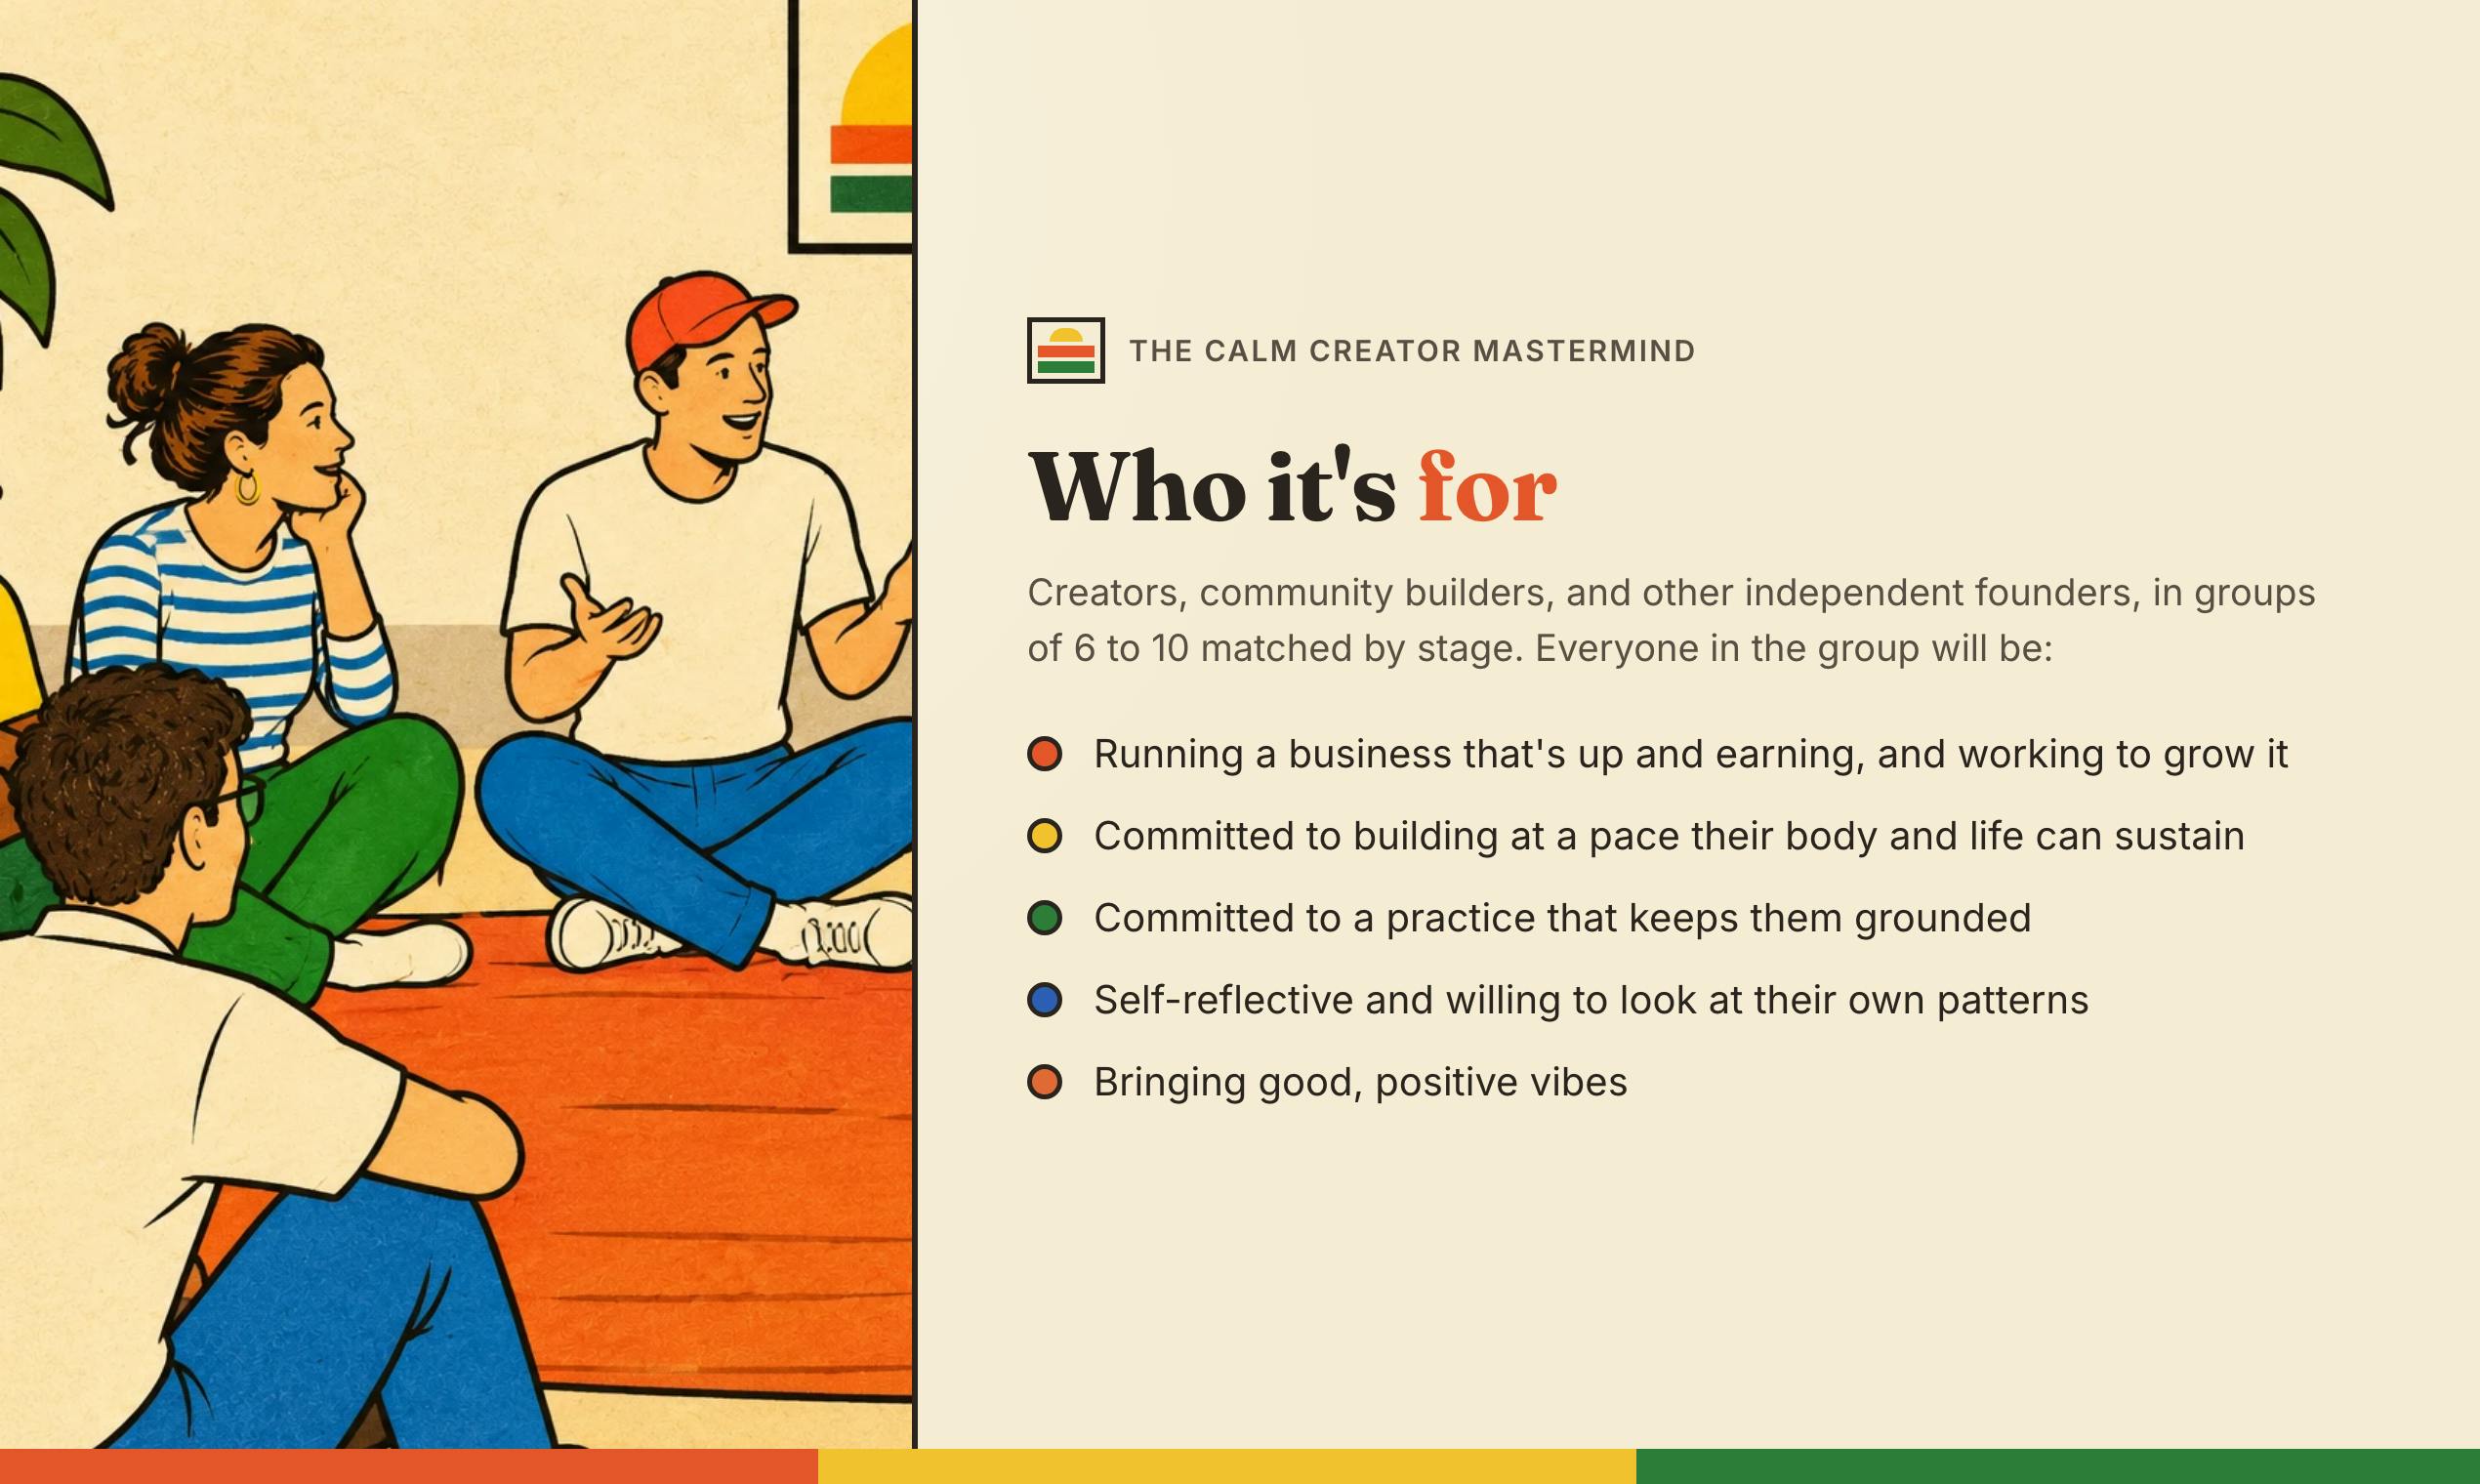 THE CALM CREATOR MASTERMIND
Who it's for
Creators, community builders, and other independent founders, in groups
of 6 to 10 matched by stage. Everyone in the group will be:
Running a business that's up and earning, and working to grow it
Committed to building at a pace their body and life can sustain
Committed to a practice that keeps them grounded
Self-reflective and willing to look at their own patterns
Bringing good, positive vibes